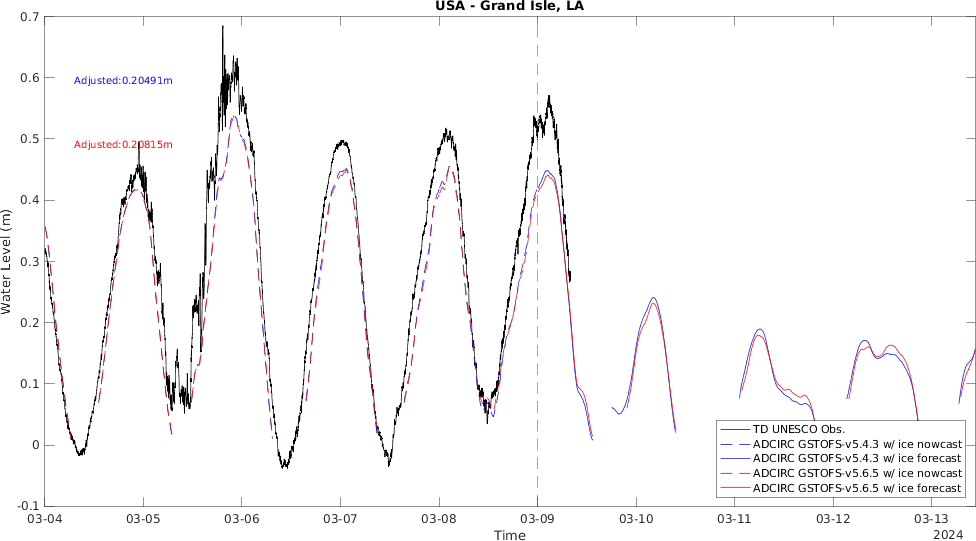 USA - Grand Isle, LA
0.7
0.6
0.5
0.4
0.3
0.2
0.1
0
-0.1
Water Level (m)
Adjusted:0.20491m
Adjusted:0.20815m
TD UNESCO Obs.
ADCIRC GSTOFS-v5.4.3 w/ ice nowcast
ADCIRC GSTOFS-v5.4.3 w/ ice forecast
ADCIRC GSTOFS-v5.6.5 w/ ice nowcast
ADCIRC GSTOFS-v5.6.5 w/ ice forecast
03-04 03-05 03-06 03-07 03-08 03-09 03-10 03-11 03-12 03-13
Time
2024